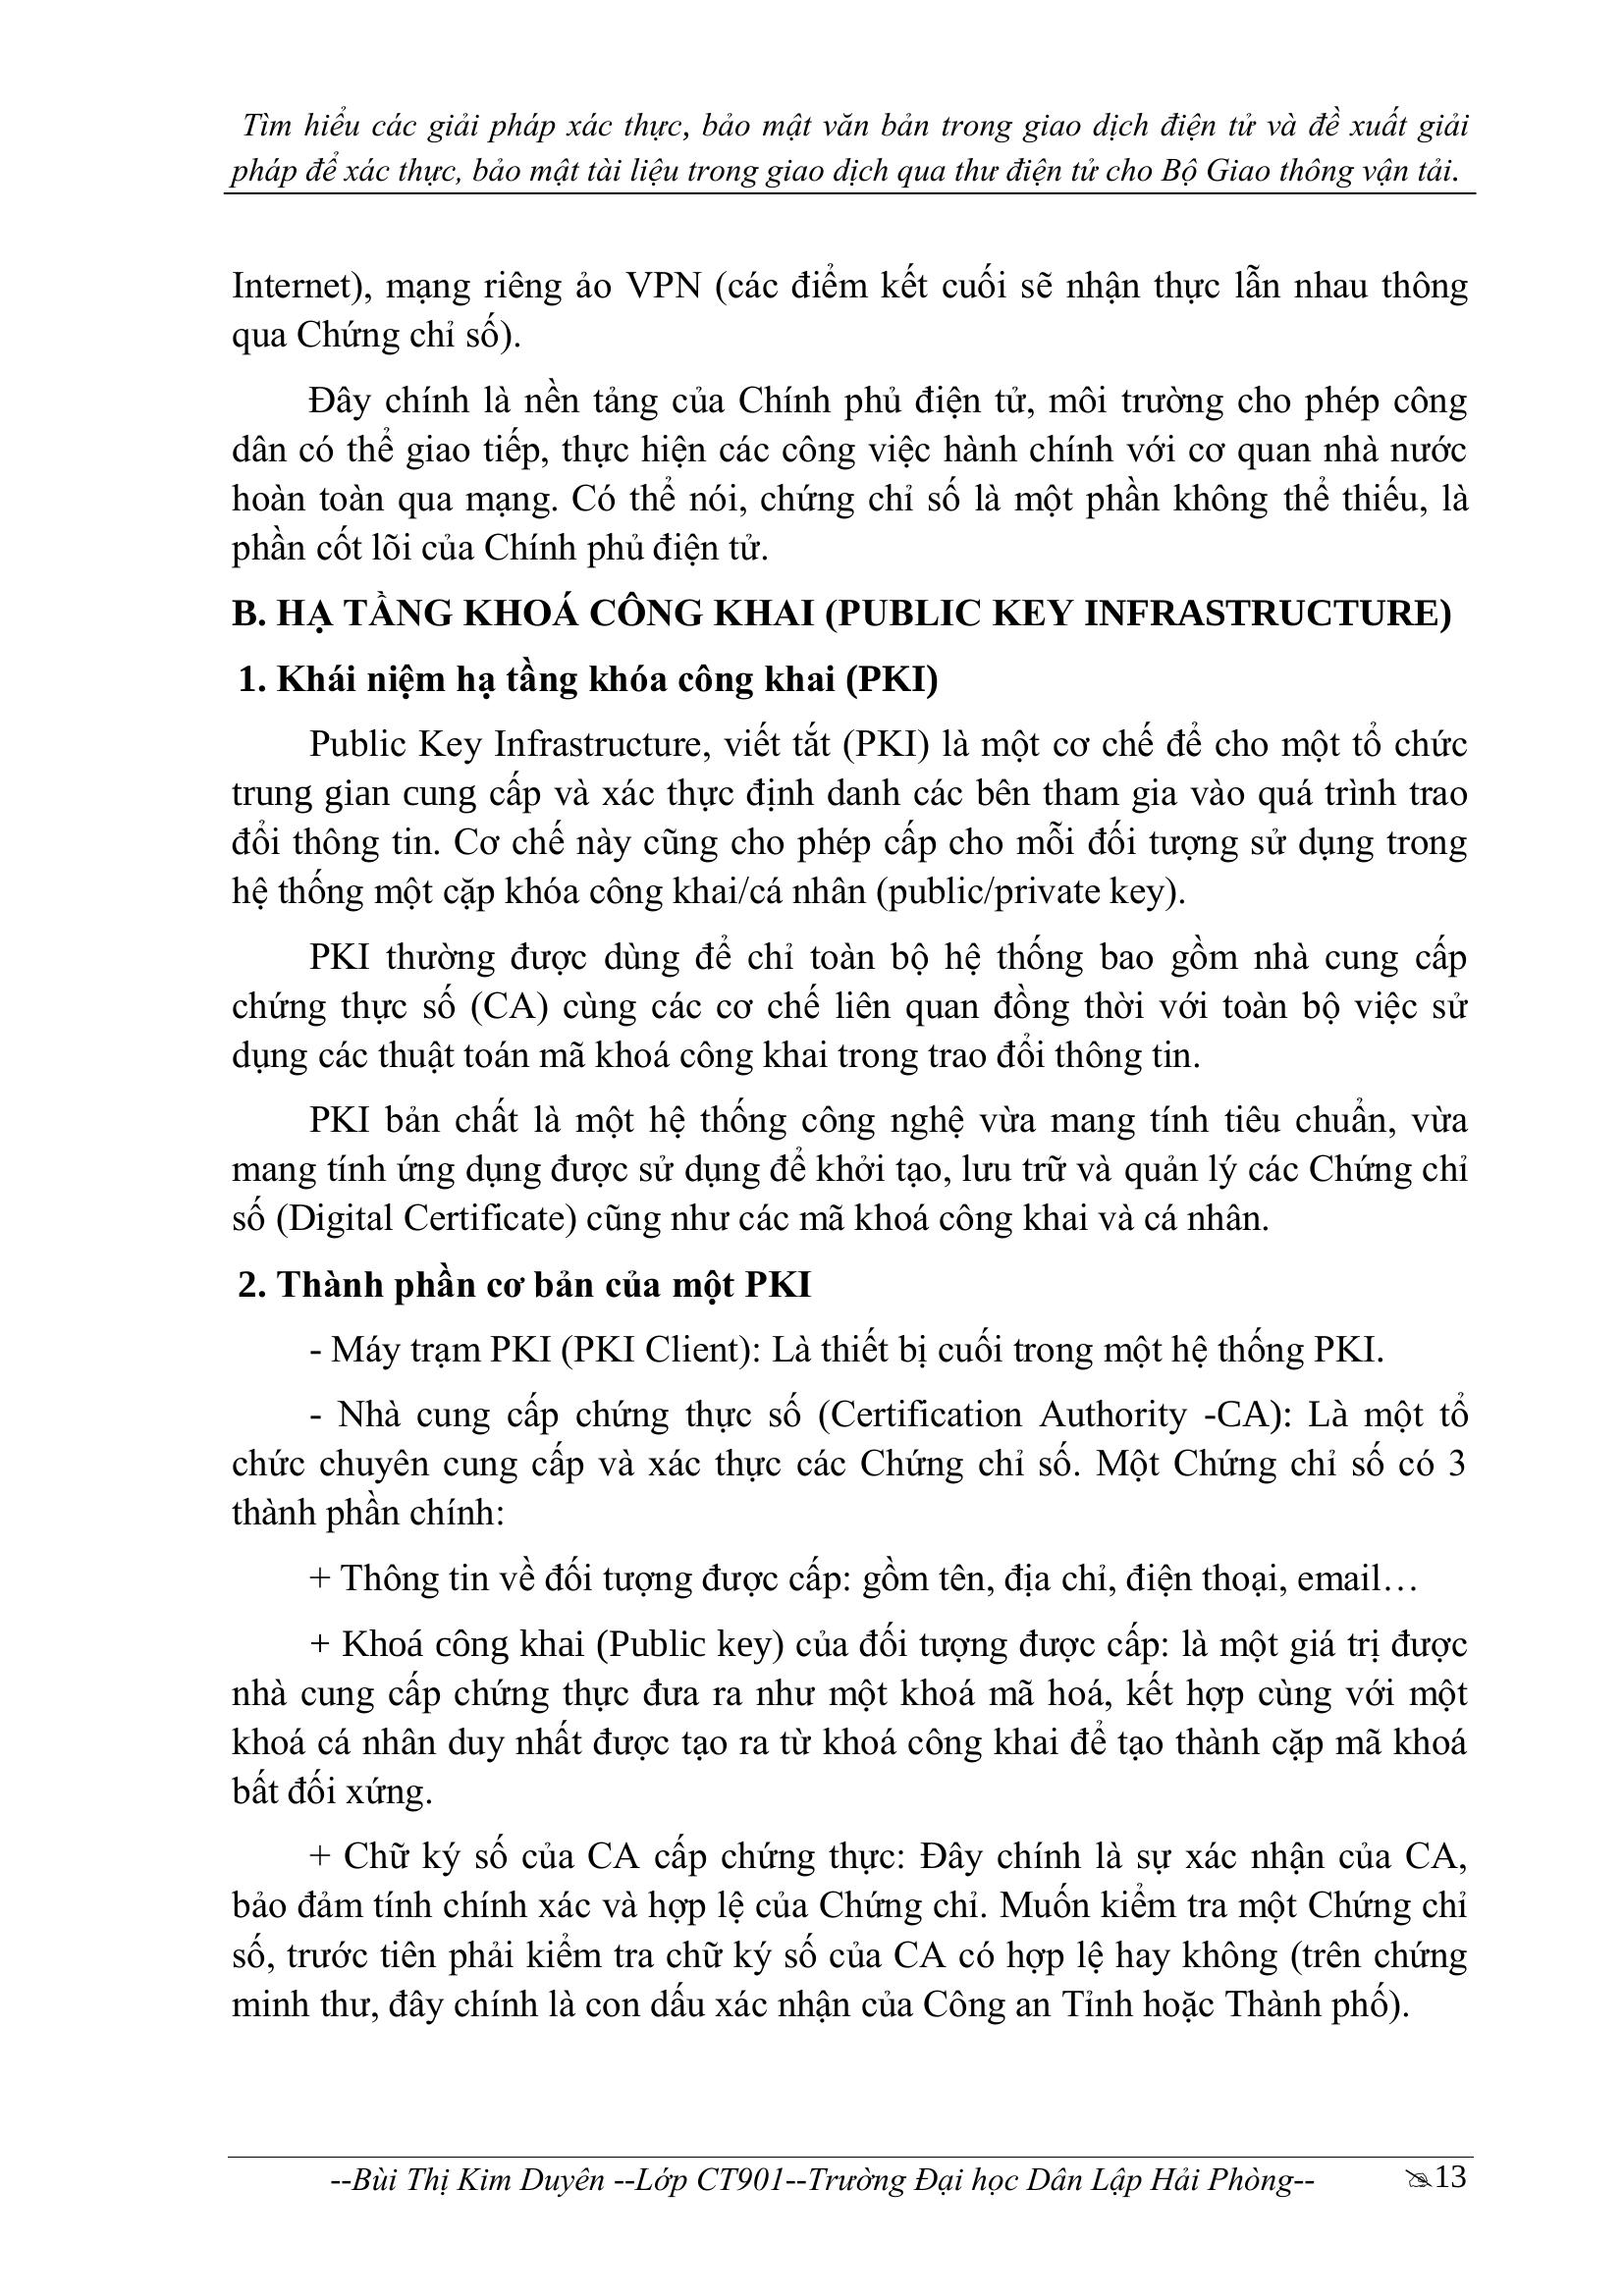 Tìm hiểu các giải pháp xác thực, bảo mật văn bản trong giao dịch điện tử và đề xuất giải
pháp để xác thực, bảo mật tài liệu trong giao dịch qua thư điện tử cho Bộ Giao thông vận tải.
Internet), mạng riêng ảo VPN (các điểm kết cuối sẽ nhận thực lẫn nhau thông
qua Chứng chỉ số).
Đây chính là nền tảng của Chính phủ điện tử, môi trường cho phép công
dân có thể giao tiếp, thực hiện các công việc hành chính với cơ quan nhà nước
hoàn toàn qua mạng. Có thể nói, chứng chỉ số là một phần không thể thiếu, là
phần cốt lõi của Chính phủ điện tử.
B. HẠ TẦNG KHOÁ CÔNG KHAI (PUBLIC KEY INFRASTRUCTURE)
1. Khái niệm hạ tầng khóa công khai (PKI)
Public Key Infrastructure, viết tắt (PKI) là một cơ chế để cho một tổ chức
trung gian cung cấp và xác thực định danh các bên tham gia vào quá trình trao
đổi thông tin. Cơ chế này cũng cho phép cấp cho mỗi đối tượng sử dụng trong
hệ thống một cặp khóa công khai/cá nhân (public/private key).
PKI thường được dùng để chỉ toàn bộ hệ thống bao gồm nhà cung cấp
chứng thực số (CA) cùng các cơ chế liên quan đồng thời với toàn bộ việc sử
dụng các thuật toán mã khoá công khai trong trao đổi thông tin.
PKI bản chất là một hệ thống công nghệ vừa mang tính tiêu chuẩn, vừa
mang tính ứng dụng được sử dụng để khởi tạo, lưu trữ và quản lý các Chứng chỉ
số (Digital Certificate) cũng như các mã khoá công khai và cá nhân.
2. Thành phần cơ bản của một PKI
- Máy trạm PKI (PKI Client): Là thiết bị cuối trong một hệ thống PKI.
- Nhà cung cấp chứng thực số (Certification Authority -CA): Là một tổ
chức chuyên cung cấp và xác thực các Chứng chỉ số. Một Chứng chỉ số có 3
thành phần chính:
+ Thông tin về đối tượng được cấp: gồm tên, địa chỉ, điện thoại, email…
+ Khoá công khai (Public key) của đối tượng được cấp: là một giá trị được
nhà cung cấp chứng thực đưa ra như một khoá mã hoá, kết hợp cùng với một
khoá cá nhân duy nhất được tạo ra từ khoá công khai để tạo thành cặp mã khoá
bất đối xứng.
+ Chữ ký số của CA cấp chứng thực: Đây chính là sự xác nhận của CA,
bảo đảm tính chính xác và hợp lệ của Chứng chỉ. Muốn kiểm tra một Chứng chỉ
số, trước tiên phải kiểm tra chữ ký số của CA có hợp lệ hay không (trên chứng
minh thư, đây chính là con dấu xác nhận của Công an Tỉnh hoặc Thành phố).
--Bùi Thị Kim Duyên --Lớp CT901--Trường Đại học Dân Lập Hải Phòng-- 13